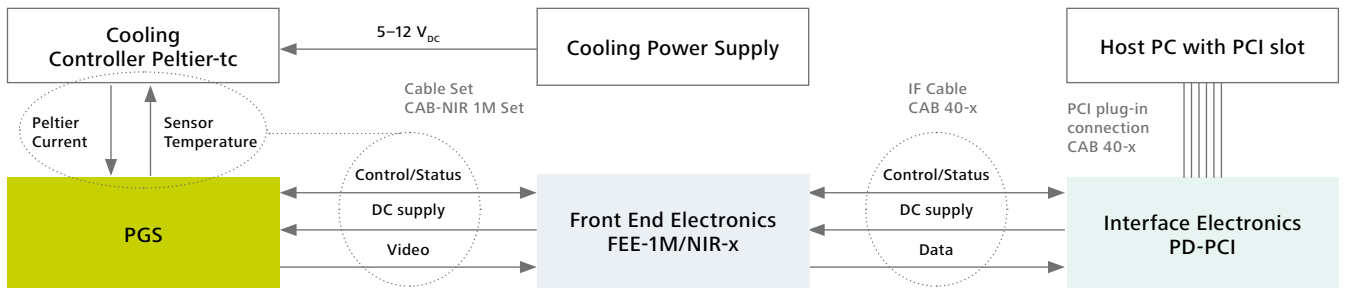 Cooling
Controller Peltier-tc
5–12 VDC
Cooling Power Supply
Host PC with PCI slot
Cable Set
CAB-NIR 1M Set
IF Cable
CAB 40-x
PCI plug-in
connection
CAB 40-x
Peltier
Current
Sensor
Temperature
PGS
Control/Status
DC supply
Video
Front End Electronics
FEE-1M/NIR-x
Control/Status
DC supply
Data
Interface Electronics
PD-PCI